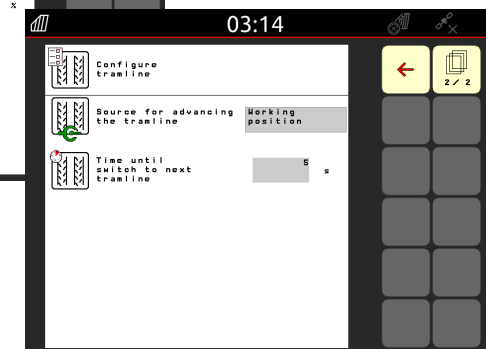 x
03:14
Configure
tramline
2 / 2
Source for advancing
the tramline
Working
position
Time until
switch to next
tramline
5
s